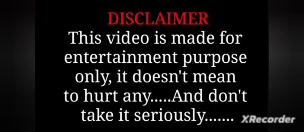 DISCLAIMER
This video is made for
entertainment purpose
only, it doesn't mean
to hurt any.....And don't
take it seriously.......
XRecorder